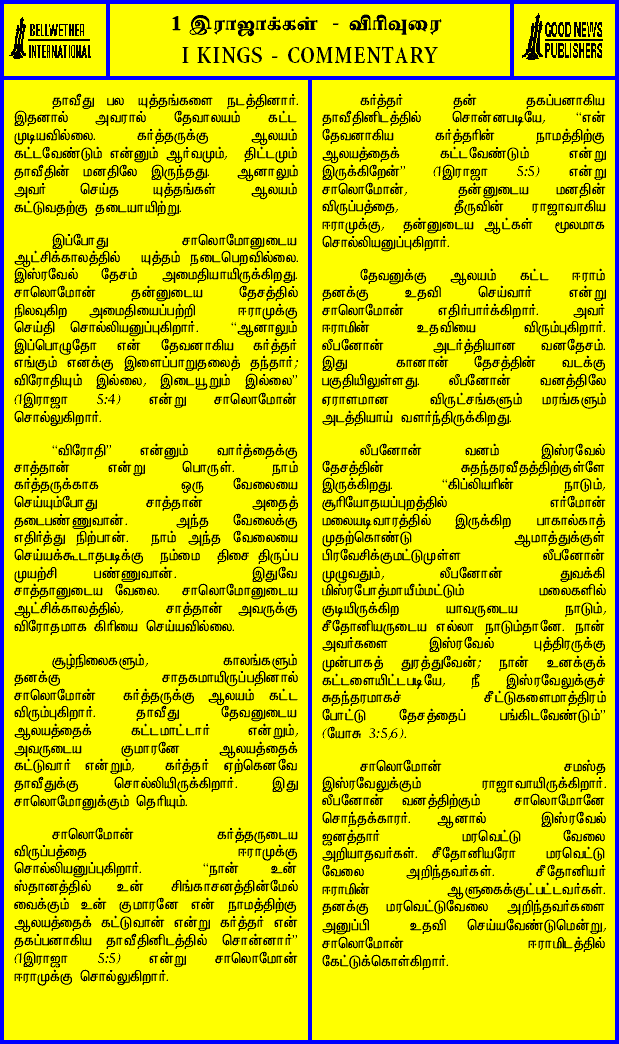 BELLWETHER
INTERNATIONAL
1 இராஜாக்கள் - விரிவுரை
I KINGS - COMMENTARY
GOOD NEWS
PUBLISHERS
தாவீது பல யுத்தங்களை நடத்தினார்.
இதனால் அவரால் தேவாலயம் கட்ட
முடியவில்லை. கர்த்தருக்கு ஆலயம்
கட்டவேண்டும் என்னும் ஆர்வமும், திட்டமும்
தாவீதின் மனதிலே இருந்தது. ஆனாலும்
அவர் செய்த யுத்தங்கள் ஆலயம்
கட்டுவதற்கு தடையாயிற்று.
இப்போது சாலொமோனுடைய
ஆட்சிக்காலத்தில் யுத்தம் நடைபெறவில்லை.
இஸ்ரவேல் தேசம் அமைதியாயிருக்கிறது.
சாலொமோன் தன்னுடைய தேசத்தில்
நிலவுகிற அமைதியைப்பற்றி ஈராமுக்கு
செய்தி சொல்லியனுப்புகிறார். “ஆனாலும்
இப்பொழுதோ என் தேவனாகிய கர்த்தர்
எங்கும் எனக்கு இளைப்பாறுதலைத் தந்தார்;
விரோதியும் இல்லை, இடையூறும் இல்லை”
(1இராஜா 5:4) என்று சாலொமோன்
சொல்லுகிறார்.
“விரோதி” என்னும் வார்த்தைக்கு
சாத்தான் என்று பொருள். நாம்
கர்த்தருக்காக ஒரு வேலையை
செய்யும்போது சாத்தான் அதைத்
தடைபண்ணுவான். அந்த வேலைக்கு
எதிர்த்து நிற்பான். நாம் அந்த வேலையை
செய்யக்கூடாதபடிக்கு நம்மை திசை திருப்ப
முயற்சி பண்ணுவான். இதுவே
சாத்தானுடைய வேலை. சாலொமோனுடைய
ஆட்சிக்காலத்தில், சாத்தான் அவருக்கு
விரோதமாக கிரியை செய்யவில்லை.
சூழ்நிலைகளும், காலங்களும்
தனக்கு சாதகமாயிருப்பதினால்
சாலொமோன் கர்த்தருக்கு ஆலயம் கட்ட
விரும்புகிறார். தாவீது தேவனுடைய
ஆலயத்தைக் கட்டமாட்டார் என்றும்,
அவருடைய குமாரனே ஆலயத்தைக்
கட்டுவார் என்றும், கர்த்தர் ஏற்கெனவே
தாவீதுக்கு சொல்லியிருக்கிறார். இது
சாலொமோனுக்கும் தெரியும்.
சாலொமோன் கர்த்தருடைய
விருப்பத்தை ஈராமுக்கு
சொல்லியனுப்புகிறார். “நான் உன்
ஸ்தானத்தில் உன் சிங்காசனத்தின்மேல்
வைக்கும் உன் குமாரனே என் நாமத்திற்கு
ஆலயத்தைக் கட்டுவான் என்று கர்த்தர் என்
தகப்பனாகிய தாவீதினிடத்தில் சொன்னார்”
(1இராஜா 5:5) என்று சாலொமோன்
ஈராமுக்கு சொல்லுகிறார்.
கர்த்தர் தன் தகப்பனாகிய
தாவீதினிடத்தில் சொன்னபடியே, “என்
தேவனாகிய கர்த்தரின் நாமத்திற்கு
ஆலயத்தைக் கட்டவேண்டும் என்று
இருக்கிறேன்” (1இராஜா 5:5) என்று
சாலொமோன், தன்னுடைய மனதின்
விருப்பத்தை, தீருவின் ராஜாவாகிய
ஈராமுக்கு, தன்னுடைய ஆட்கள் மூலமாக
சொல்லியனுப்புகிறார்.
தேவனுக்கு ஆலயம் கட்ட ஈராம்
தனக்கு உதவி செய்வார் என்று
சாலொமோன் எதிர்பார்க்கிறார். அவர்
ஈராமின் உதவியை விரும்புகிறார்.
லீபனோன் அடர்த்தியான வனதேசம்.
இது கானான் தேசத்தின் வடக்கு
பகுதியிலுள்ளது. லீபனோன் வனத்திலே
ஏராளமான விருட்சங்களும் மரங்களும்
அடத்தியாய் வளர்ந்திருக்கிறது.
லீபனோன் வனம் இஸ்ரவேல்
தேசத்தின் சுதந்தரவீதத்திற்குள்ளே
இருக்கிறது. “கிப்லியரின் நாடும்,
சூரியோதயப்புறத்தில் எர்மோன்
மலையடிவாரத்தில் இருக்கிற பாகால்காத்
முதற்கொண்டு ஆமாத்துக்குள்
பிரவேசிக்குமட்டுமுள்ள லீபனோன்
முழுவதும், லீபனோன் துவக்கி
மிஸ்ரபோத்மாயீம்மட்டும் மலைகளில்
குடியிருக்கிற யாவருடைய நாடும்,
சீதோனியருடைய எல்லா நாடும்தானே. நான்
அவர்களை இஸ்ரவேல் புத்திரருக்கு
முன்பாகத் துரத்துவேன்; நான் உனக்குக்
கட்டளையிட்டபடியே, நீ இஸ்ரவேலுக்குச்
சுதந்தரமாகச் சீட்டுகளைமாத்திரம்
போட்டு தேசத்தைப் பங்கிடவேண்டும்”
(யோசு 3:5,6).
சாலொமோன் சமஸ்த
இஸ்ரவேலுக்கும் ராஜாவாயிருக்கிறார்.
லீபனோன் வனத்திற்கும் சாலொமோனே
சொந்தக்காரர். ஆனால் இஸ்ரவேல்
ஜனத்தார் மரவெட்டு வேலை
அறியாதவர்கள். சீதோனியரோ மரவெட்டு
வேலை அறிந்தவர்கள். சீதோனியர்
ஈராமின் ஆளுகைக்குட்பட்டவர்கள்.
தனக்கு மரவெட்டுவேலை அறிந்தவர்களை
அனுப்பி உதவி செய்யவேண்டுமென்று,
சாலொமோன் ஈராமிடத்தில்
கேட்டுக்கொள்கிறார்.